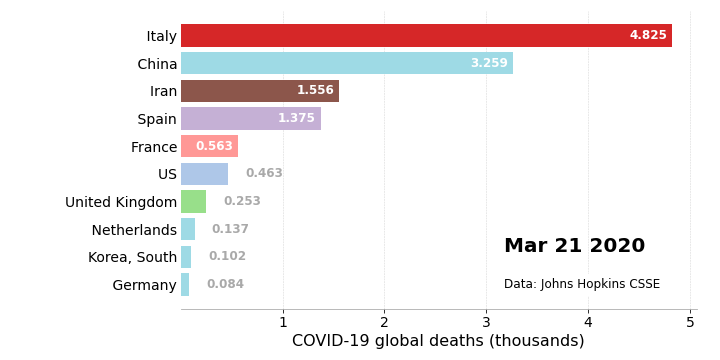 Italy 4.825
China 3.259
Iran 1.556
Spain 1.375
France 0.563
US 0.463
United Kingdom 0.253
Netherlands 0.137
Korea, South 0.102
Germany 0.084
Mar 21 2020
Data: Johns Hopkins CSSE
1 2 3 4 5
COVID-19 global deaths (thousands)